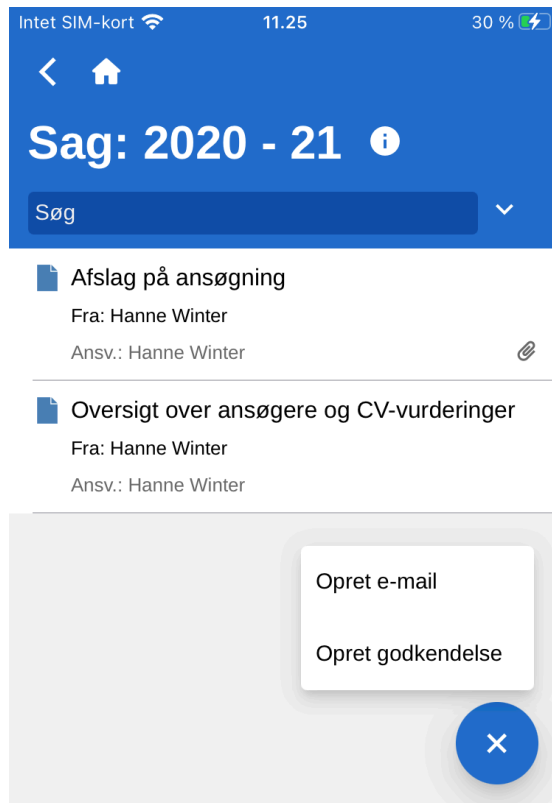 Intet SIM-kort 11.25 30 %
Sag: 2020 - 21
Søg
Afslag på ansøgning
Fra: Hanne Winter
Ansv.: Hanne Winter
Oversigt over ansøgere og CV-vurderinger
Fra: Hanne Winter
Ansv.: Hanne Winter
Opret e-mail
Opret godkendelse